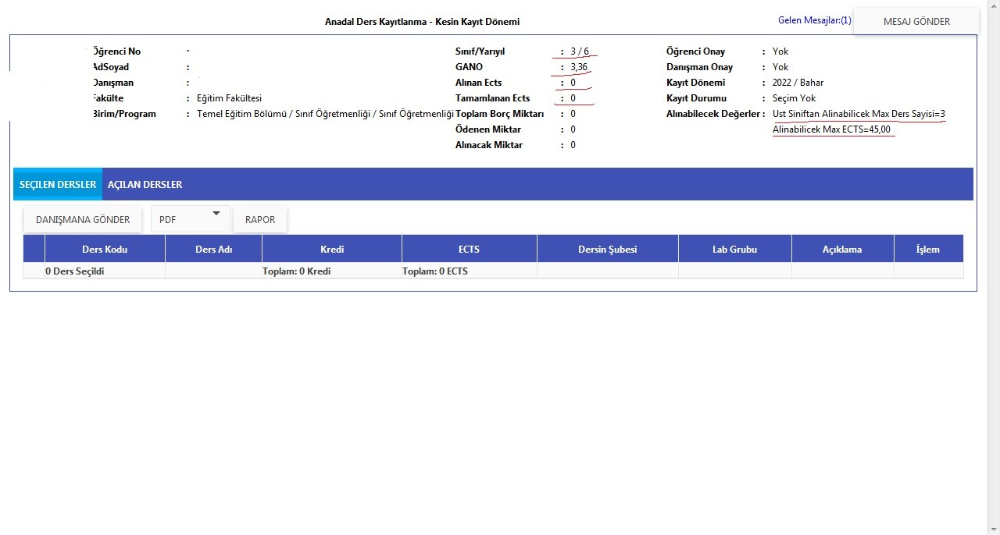 Anadal Ders Kayıtlanma - Kesin Kayıt Dönemi
Gelen Mesajlar:(1)
MESAJ GÖNDER
Öğrenci No :
AdSoyad :
Danışman :
Fakülte : Eğitim Fakültesi
Birim/Program : Temel Eğitim Bölümü / Sınıf Öğretmenliği / Sınıf Öğretmenliği
Sınıf/Yarıyıl : 3 / 6
GANO : 3,36
Alınan Ects : 0
Tamamlanan Ects : 0
Toplam Borç Miktarı : 0
Ödenen Miktar : 0
Alınacak Miktar : 0
Öğrenci Onay : Yok
Danışman Onay : Yok
Kayıt Dönemi : 2022 / Bahar
Kayıt Durumu : Seçim Yok
Alınabilecek Değerler : Ust Siniftan Alinabilicek Max Ders Sayisi=3
Alinabilicek Max ECTS=45,00
SEÇILEN DERSLER AÇILAN DERSLER
DANIŞMANA GÖNDER PDF RAPOR
Ders Kodu Ders Adı Kredi ECTS Dersin Şubesi Lab Grubu Açıklama İşlem
0 Ders Seçildi Toplam: 0 Kredi Toplam: 0 ECTS